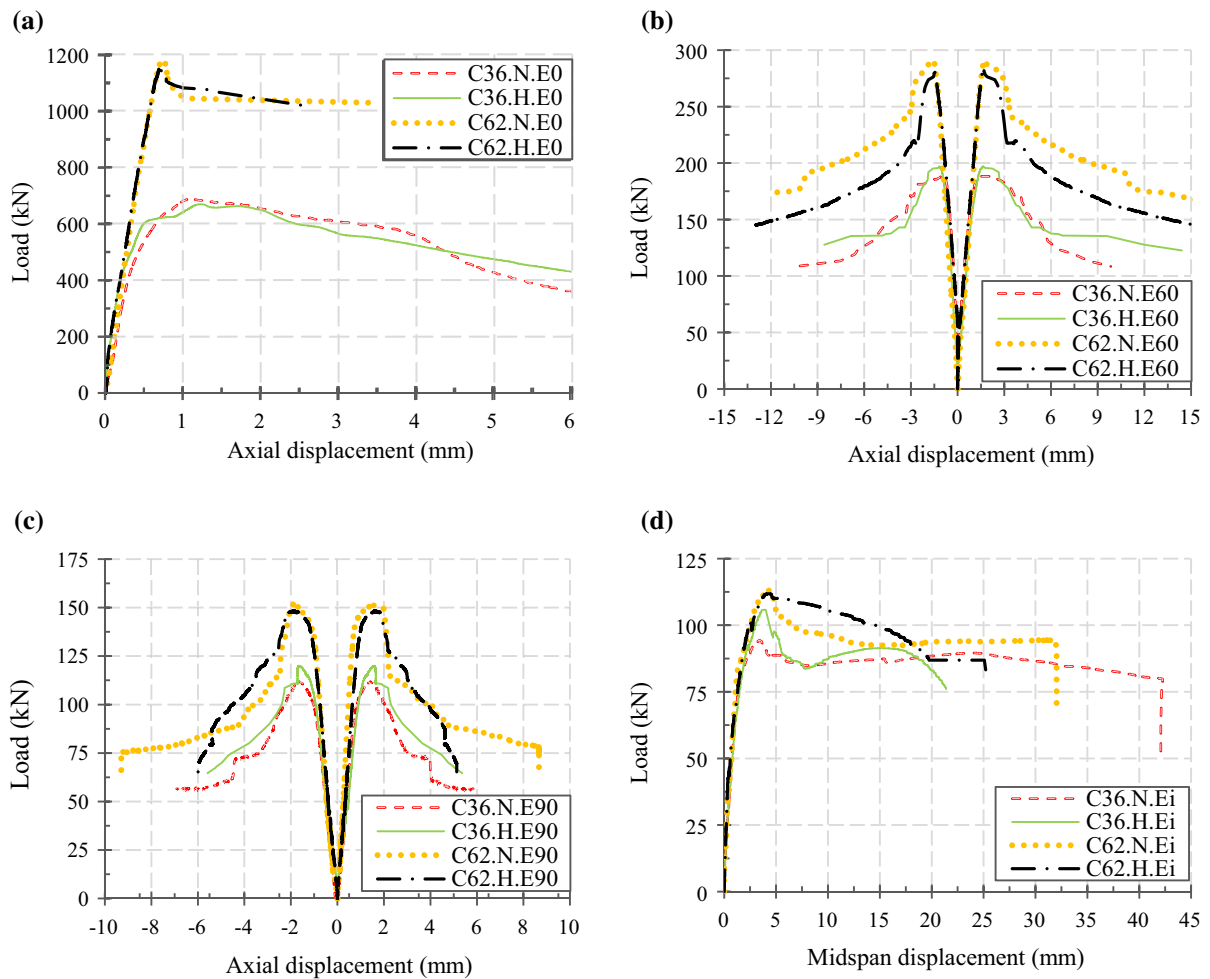 (a)
1200
1000
800
600
400
200
0
Load (kN)
C36.N.E0
C36.H.E0
C62.N.E0
C62.H.E0
0 1 2 3 4 5 6
Axial displacement (mm)
(b)
300
250
200
150
100
50
0
Load (kN)
C36.N.E60
C36.H.E60
C62.N.E60
C62.H.E60
-15 -12 -9 -6 -3 0 3 6 9 12 15
Axial displacement (mm)
(c)
175
150
125
100
75
50
25
0
Load (kN)
C36.N.E90
C36.H.E90
C62.N.E90
C62.H.E90
-10 -8 -6 -4 -2 0 2 4 6 8 10
Axial displacement (mm)
(d)
125
100
75
50
25
0
Load (kN)
C36.N.Ei
C36.H.Ei
C62.N.Ei
C62.H.Ei
0 5 10 15 20 25 30 35 40 45
Midspan displacement (mm)